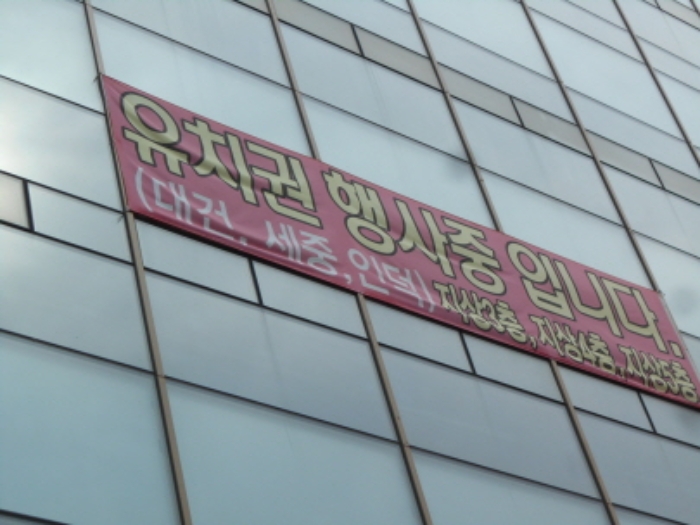 유치권 행사중 입니다.
(대건, 세중, 인덕), 지상3층, 지상4층, 지상5층